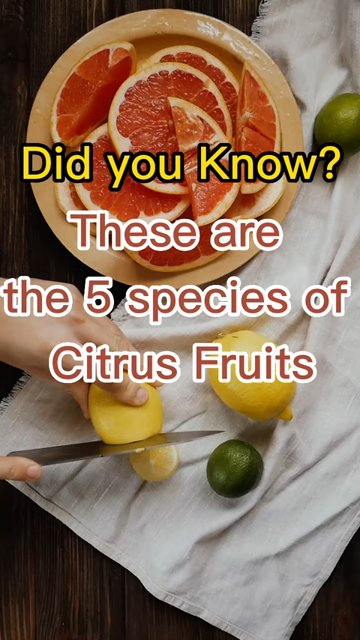 Did you Know?
These are
the 5 species of
Citrus Fruits